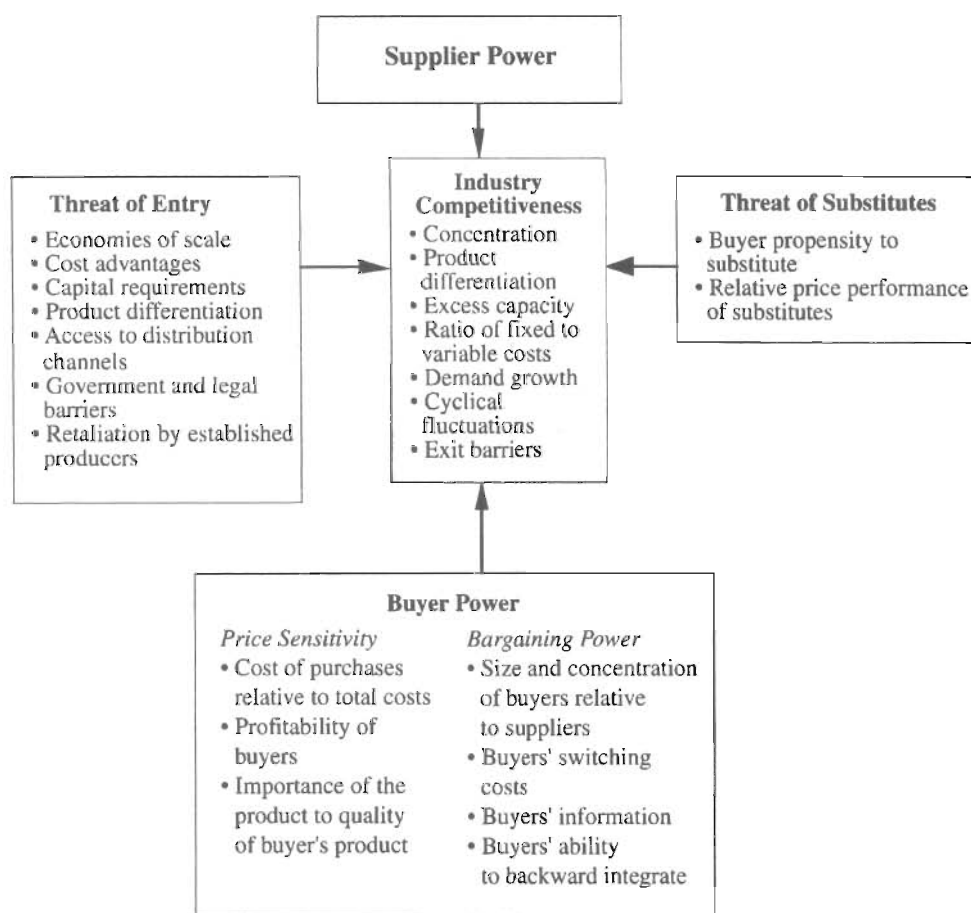 Supplier Power
Threat of Entry
• Economies of scale
• Cost advantages
• Capital requirements
• Product differentiation
• Access to distribution
channels
• Government and legal
barriers
• Retaliation by established
producers
Industry
Competitiveness
• Concentration
• Product
differentiation
• Excess capacity
• Ratio of fixed to
variable costs
• Demand growth
• Cyclical
fluctuations
• Exit barriers
Threat of Substitutes
• Buyer propensity to
substitute
• Relative price performance
of substitutes
Buyer Power
Price Sensitivity
• Cost of purchases
relative to total costs
• Profitability of
buyers
• Importance of the
product to quality
of buyer's product
Bargaining Power
• Size and concentration
of buyers relative
to suppliers
• Buyers' switching
costs
• Buyers' information
• Buyers' ability
to backward integrate